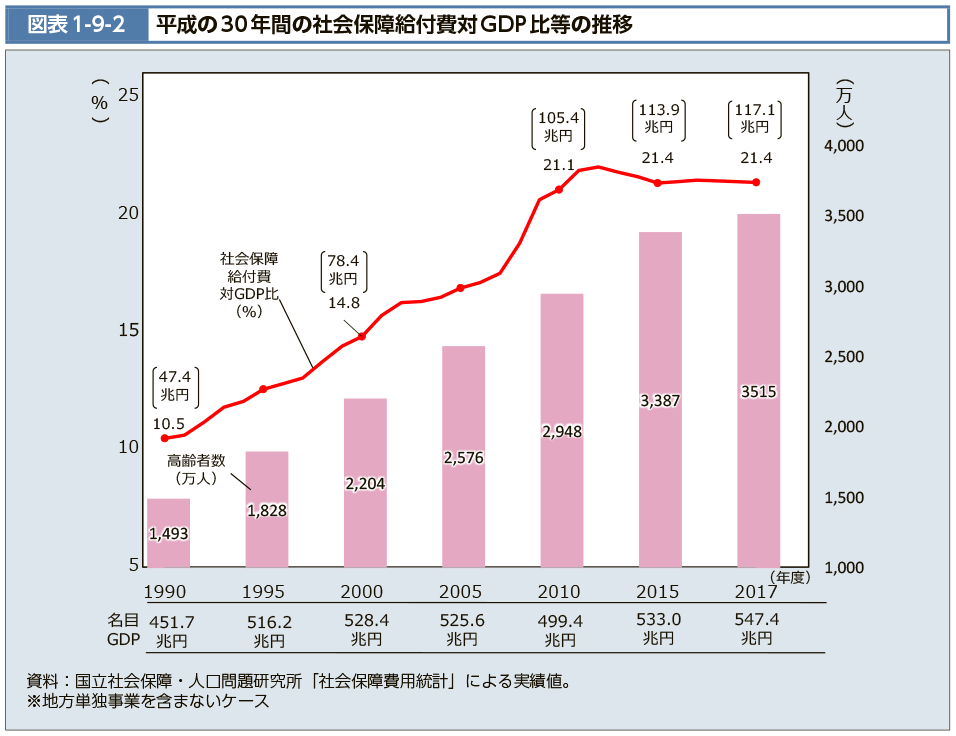 図表1-9-2 平成の30年間の社会保障給付費対GDP比等の推移
(%)
25
20
15
10
5
(万人)
4,000
3,500
3,000
2,500
2,000
1,500
1,000
47.4
兆円
10.5
社会保障
給付費
対GDP比
(%)
78.4
兆円
14.8
105.4
兆円
21.1
113.9
兆円
21.4
117.1
兆円
21.4
高齢者数
(万人)
1,493
1,828
2,204
2,576
2,948
3,387
3515
(年度)
1990 1995 2000 2005 2010 2015 2017
名目 451.7 516.2 528.4 525.6 499.4 533.0 547.4
GDP 兆円 兆円 兆円 兆円 兆円 兆円 兆円
資料：国立社会保障・人口問題研究所「社会保障費用統計」による実績値。
※地方単独事業を含まないケース